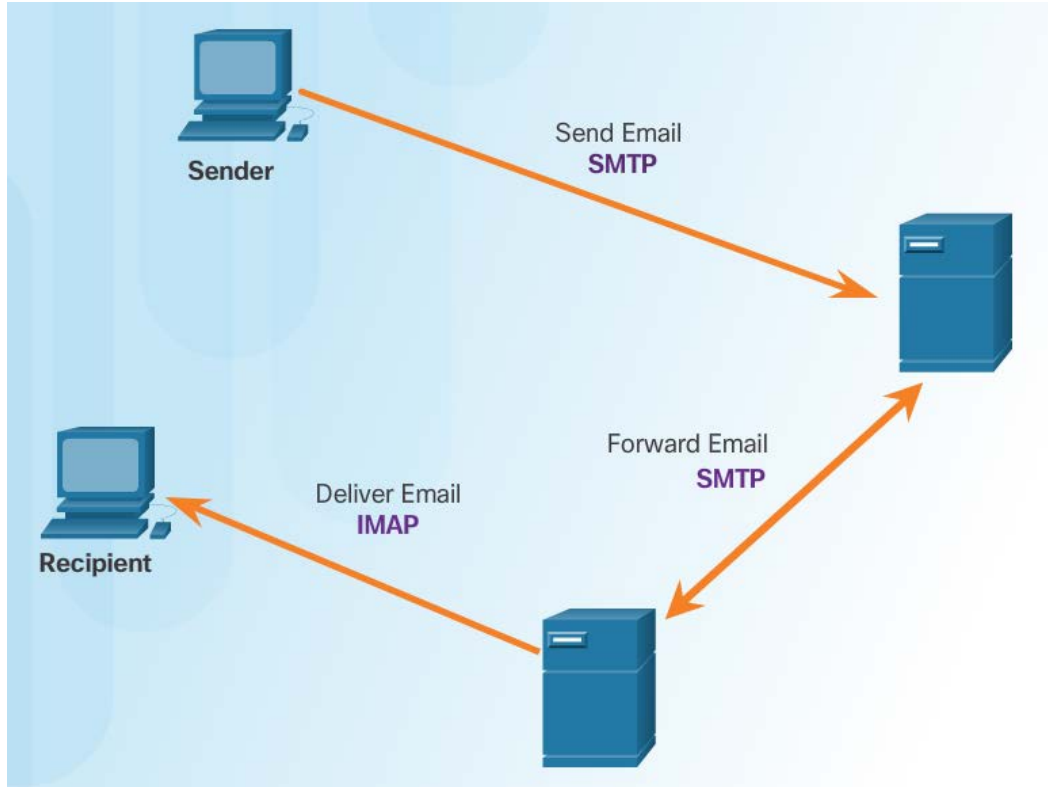 Send Email
SMTP
Sender
Forward Email
SMTP
Deliver Email
IMAP
Recipient